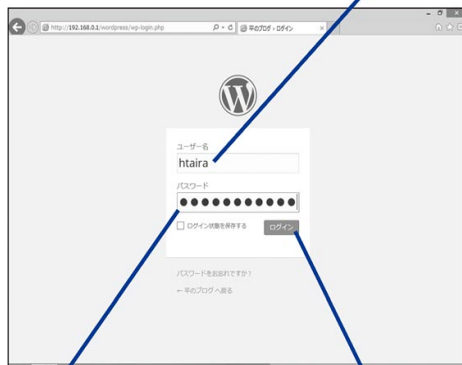 http://192.168.0.1/wordpress/wp-login.php
平のブログ › ログイン
ユーザー名
htaira
パスワード
●●●●●●●●●●●
ログイン状態を保存する
ログイン
パスワードをお忘れですか?
← 平のブログ へ戻る